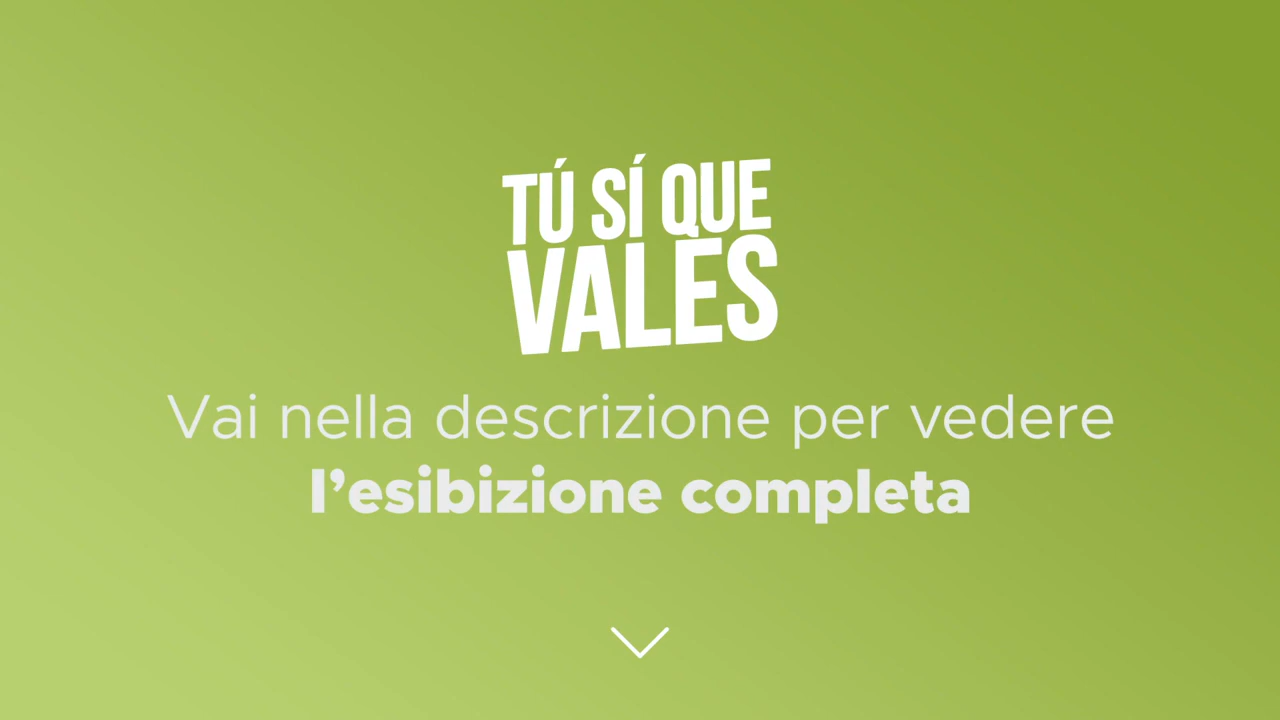 TÚ SÍ QUE
VALES
Vai nella descrizione per vedere
l’esibizione completa